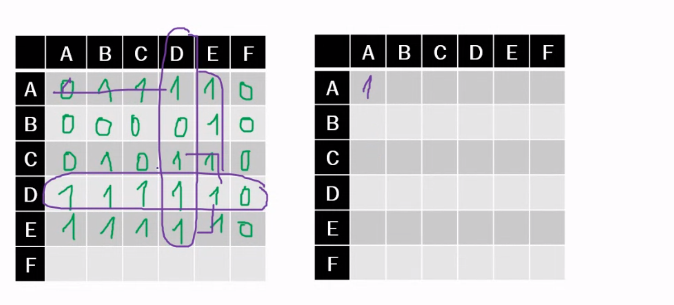 A B C D E F
A 0 1 1 1 1 0
B 0 0 0 0 1 0
C 0 1 0 1 1 0
D 1 1 1 1 1 0
E 1 1 1 1 1 0
F
A B C D E F
A 1
B
C
D
E
F